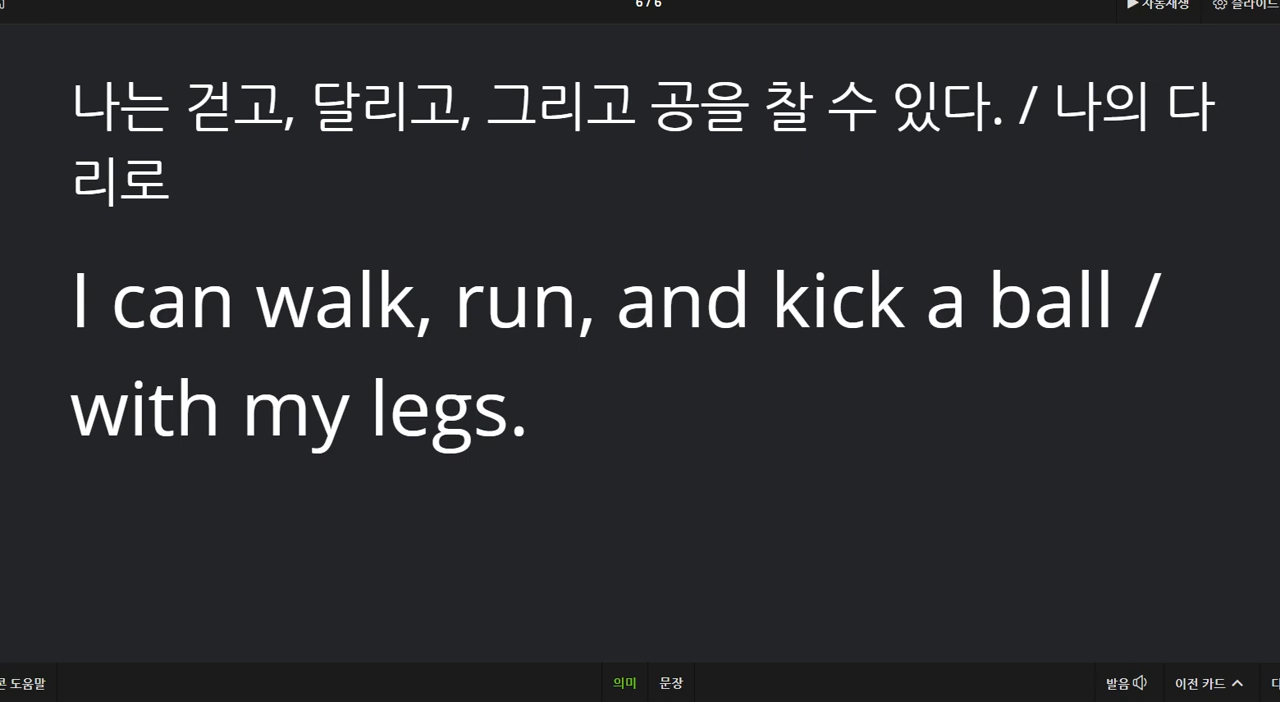 6 / 6
자동재생
슬라이드
나는 걷고, 달리고, 그리고 공을 찰 수 있다. / 나의 다
리로
I can walk, run, and kick a ball /
with my legs.
도움말
의미
문장
발음
이전 카드